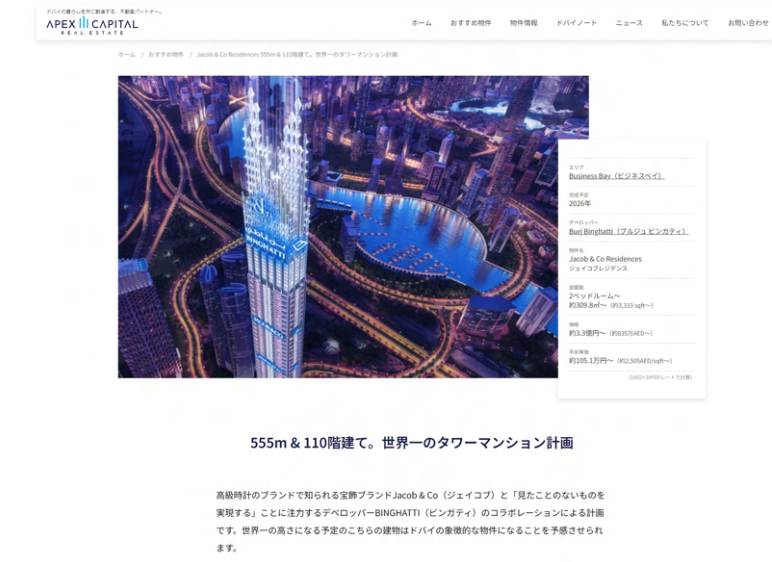 ドバイの暮らしを共に創造する、不動産パートナー。
APEX CAPITAL
REAL ESTATE
ホーム おすすめ物件 物件情報 ドバイノート ニュース 私たちについて お問い合わせ
ホーム / おすすめ物件 / Jacob & Co Residences 555m & 110階建て。世界一のタワーマンション計画
BINGHATTI
エリア
Business Bay（ビジネスベイ）
完成予定
2026年
デベロッパー
Burj Binghatti（ブルジュ ビンガティ）
物件名
Jacob & Co Residences
ジェイコブレジデンス
部屋数
2ベッドルーム〜
約309.8㎡〜（約3,333 sqft〜）
価格
約3.3億円〜（約835万AED〜）
平米単価
約105.1万円〜（約2,505AED/sqft〜）
555m & 110階建て。世界一のタワーマンション計画
高級時計のブランドで知られる宝飾ブランドJacob & Co（ジェイコブ）と「見たことのないものを
実現する」ことに注力するデベロッパーBINGHATTI（ビンガティ）のコラボレーションによる計画
です。世界一の高さになる予定のこちらの建物はドバイの象徴的な物件になることを予感させられ
ます。